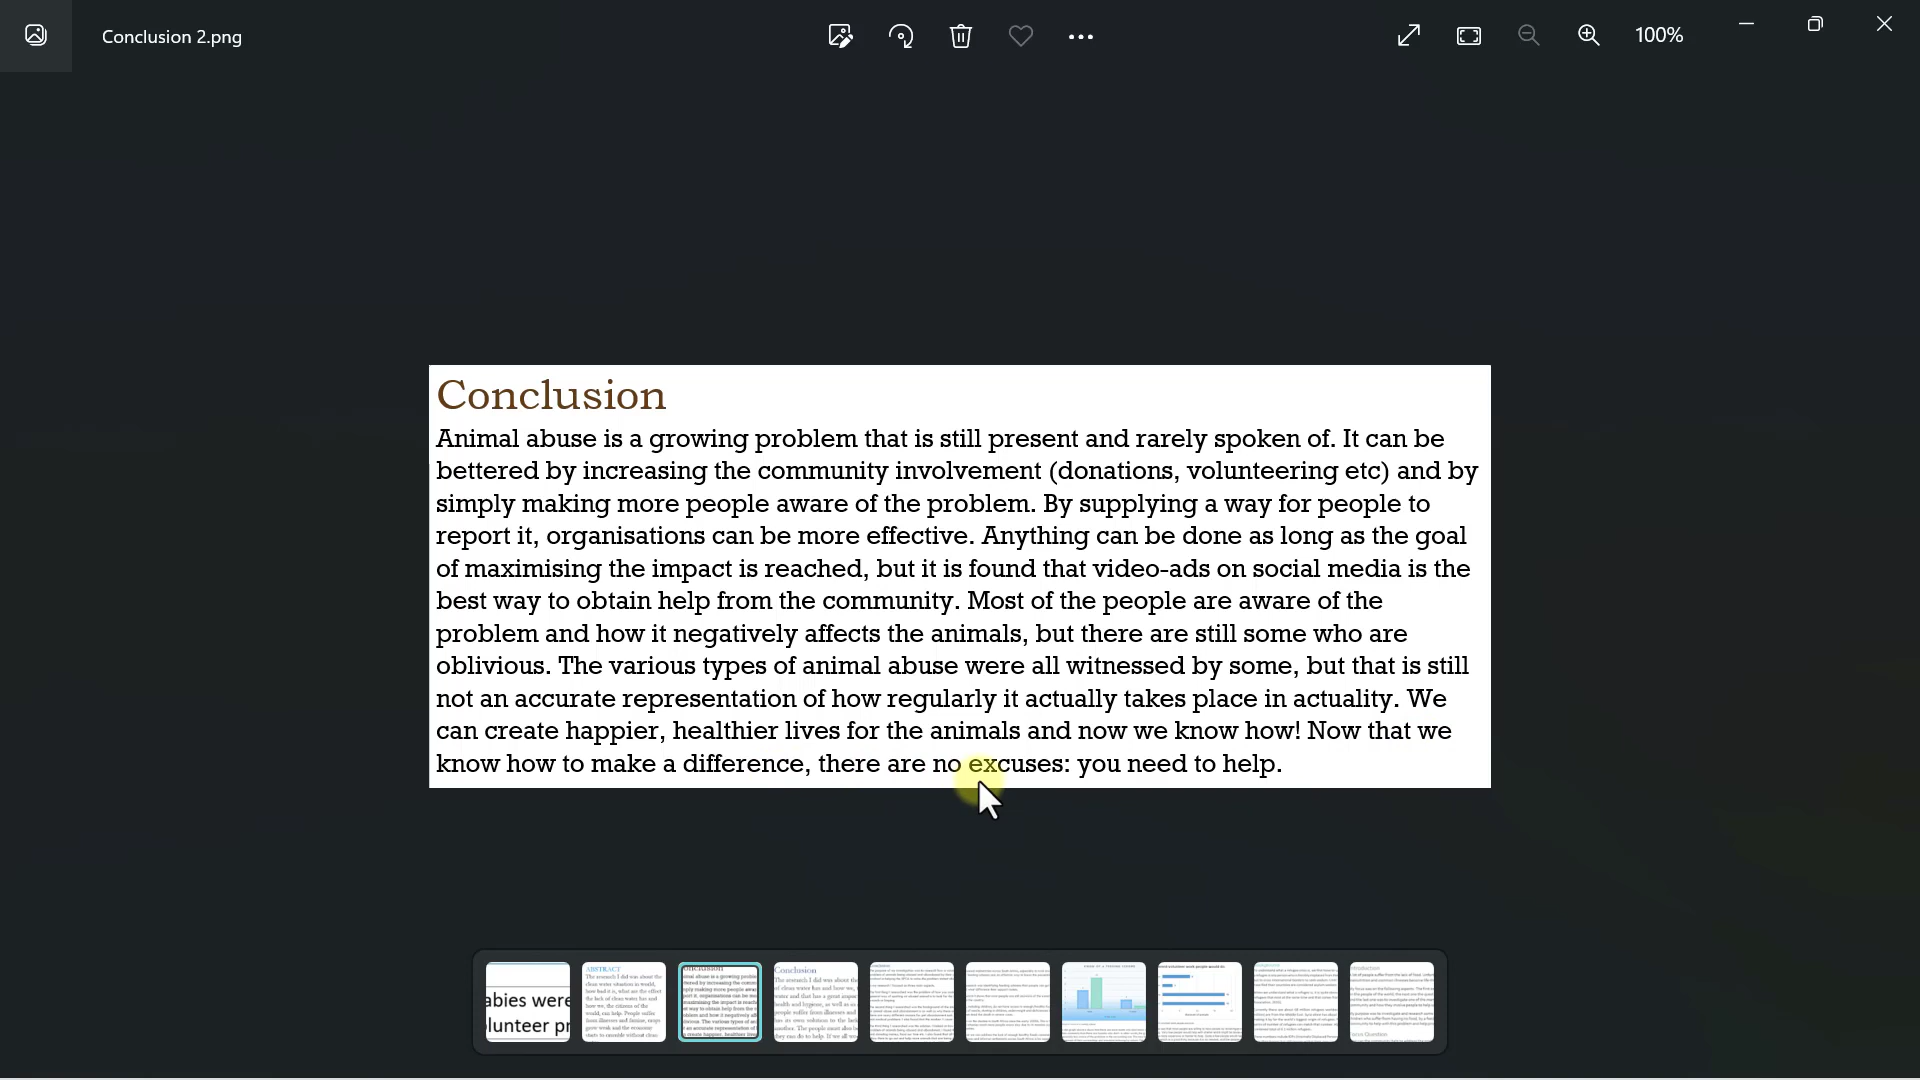 Conclusion 2.png
100%
Conclusion
Animal abuse is a growing problem that is still present and rarely spoken of. It can be
bettered by increasing the community involvement (donations, volunteering etc) and by
simply making more people aware of the problem. By supplying a way for people to
report it, organisations can be more effective. Anything can be done as long as the goal
of maximising the impact is reached, but it is found that video-ads on social media is the
best way to obtain help from the community. Most of the people are aware of the
problem and how it negatively affects the animals, but there are still some who are
oblivious. The various types of animal abuse were all witnessed by some, but that is still
not an accurate representation of how regularly it actually takes place in actuality. We
can create happier, healthier lives for the animals and now we know how! Now that we
know how to make a difference, there are no excuses: you need to help.
abies were
lunteer pr
ABSTRACT
Conclusion